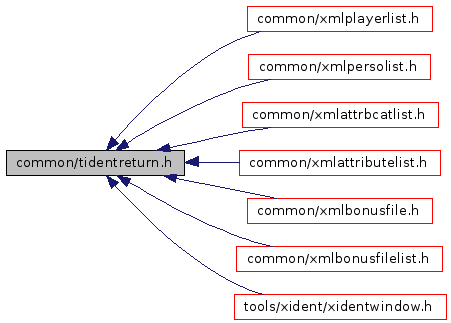 common/xmlplayerlist.h
common/xmlpersolist.h
common/xmlattrbcatlist.h
common/tidentreturn.h
common/xmlattributelist.h
common/xmlbonusfile.h
common/xmlbonusfilelist.h
tools/xident/xidentwindow.h